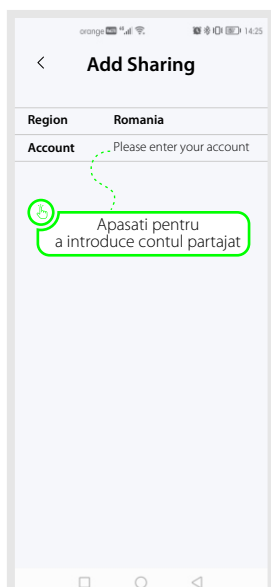 orange 14:25
Add Sharing
Region Romania
Account Please enter your account
Apasati pentru
a introduce contul partajat